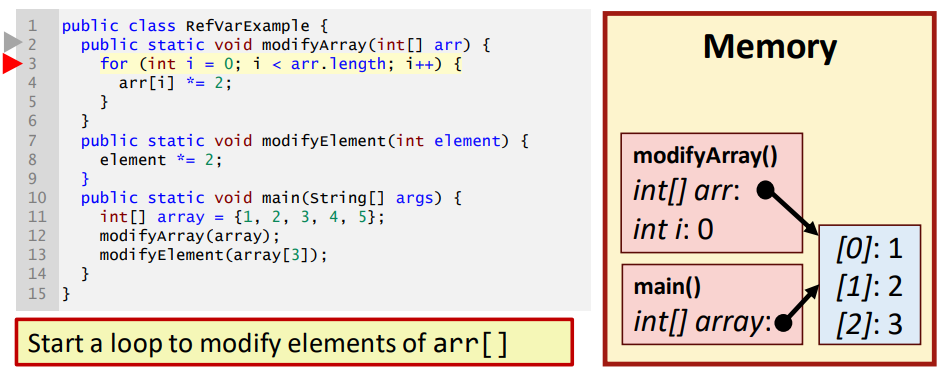 1 public class RefVarExample {
2 public static void modifyArray(int[] arr) {
3 for (int i = 0; i < arr.length; i++) {
4 arr[i] *= 2;
5 }
6 }
7 public static void modifyElement(int element) {
8 element *= 2;
9 }
10 public static void main(String[] args) {
11 int[] array = {1, 2, 3, 4, 5};
12 modifyArray(array);
13 modifyElement(array[3]);
14 }
15 }
Start a loop to modify elements of arr[]
Memory
modifyArray()
int[] arr:
int i: 0
main()
int[] array:
[0]: 1
[1]: 2
[2]: 3